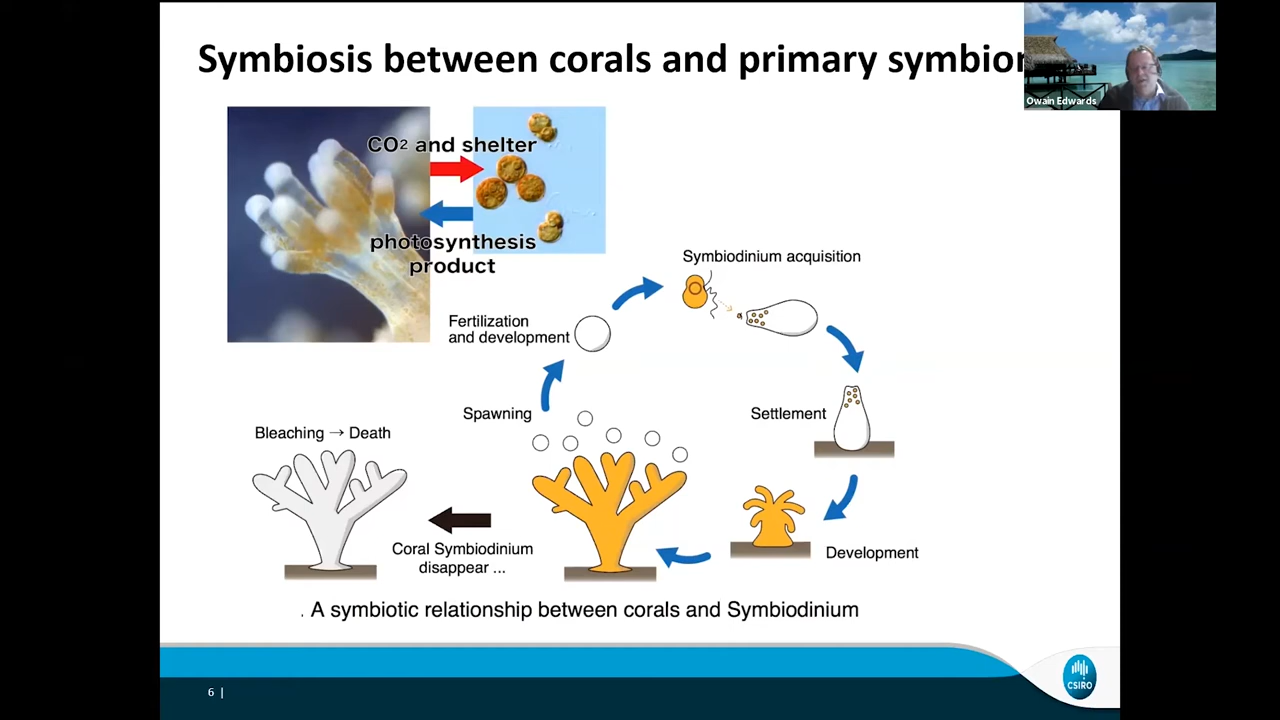 Symbiosis between corals and primary symbion
Owain Edwards
CO2 and shelter
photosynthesis
product
Symbiodinium acquisition
Fertilization
and development
Spawning
Settlement
Bleaching → Death
Coral Symbiodinium
disappear ...
Development
. A symbiotic relationship between corals and Symbiodinium
6 |
CSIRO